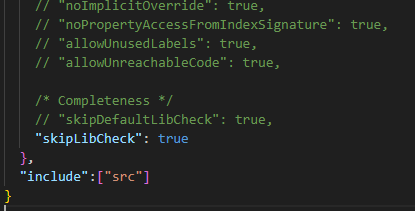 // "noImplicitOverride": true,
// "noPropertyAccessFromIndexSignature": true,
// "allowUnusedLabels": true,
// "allowUnreachableCode": true,
/* Completeness */
// "skipDefaultLibCheck": true,
"skipLibCheck": true
},
"include":["src"]
}